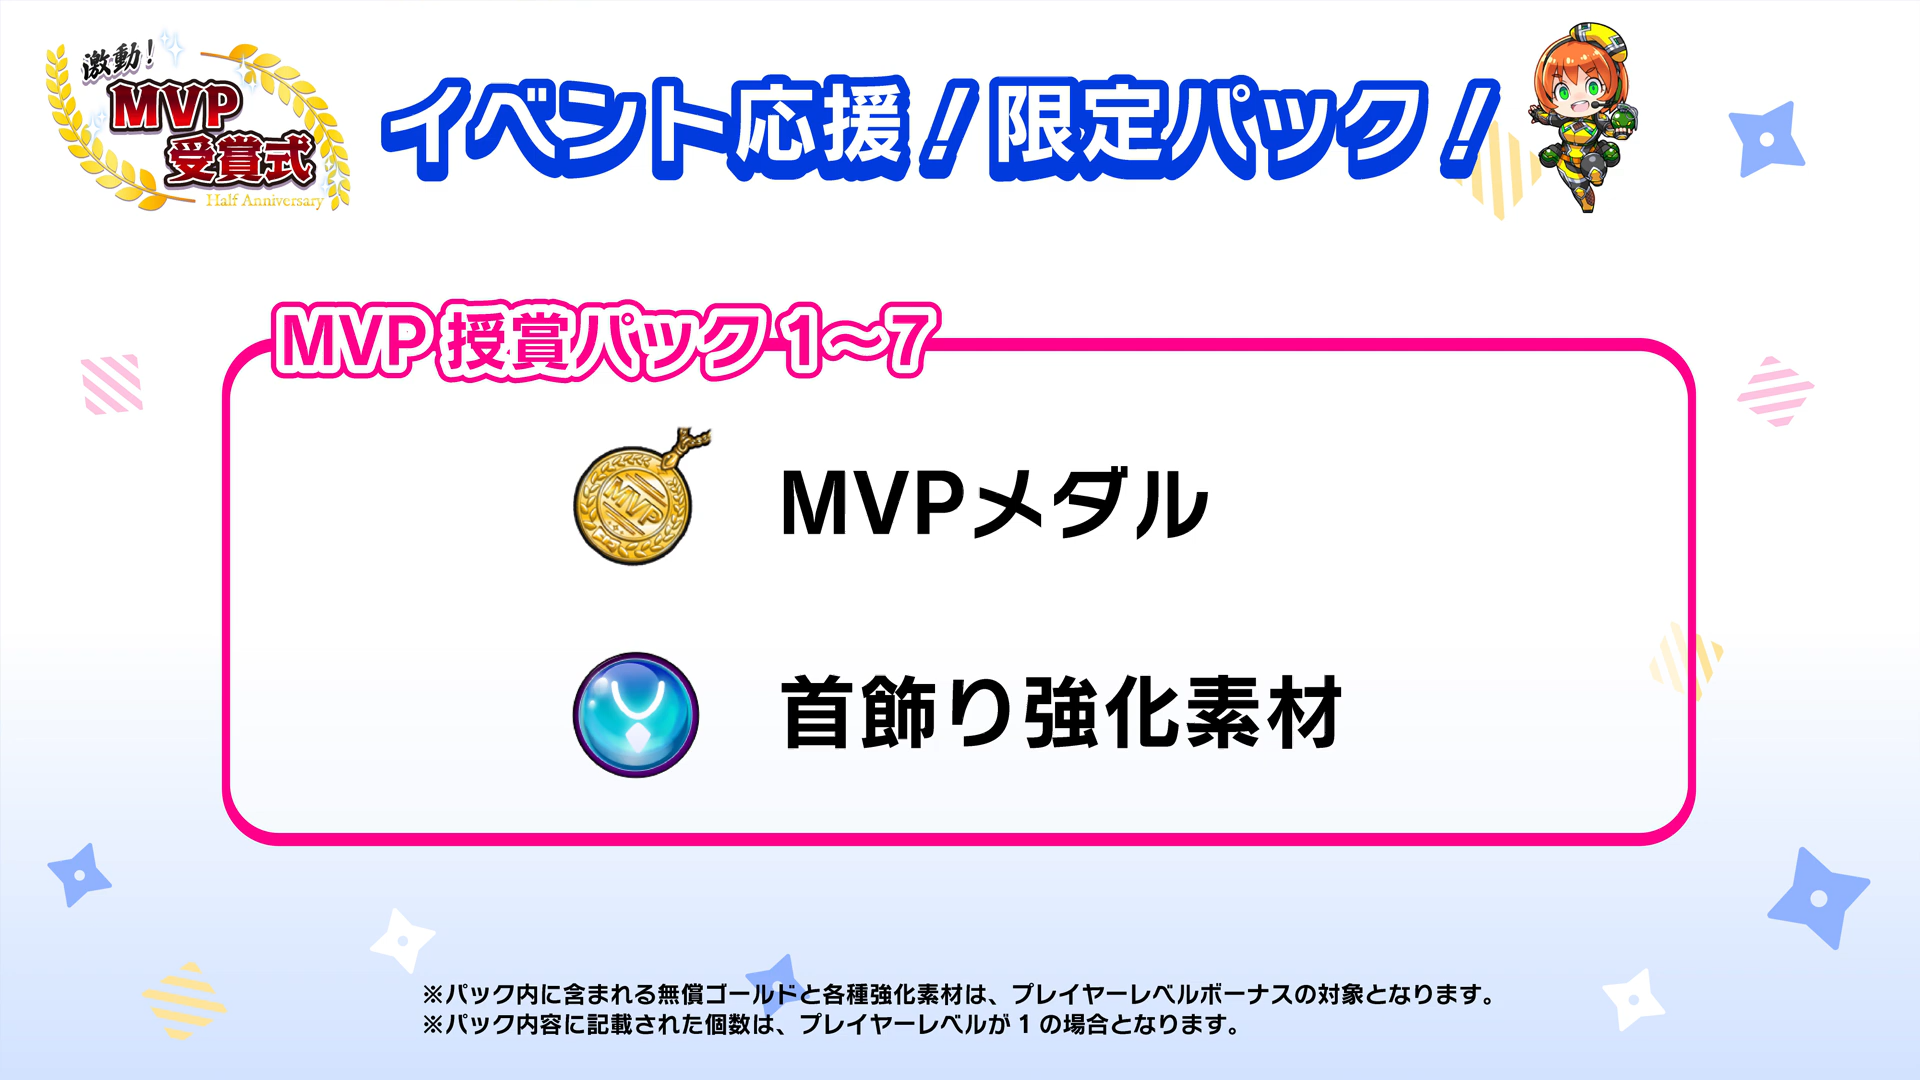 激動!
MVP
受賞式
Half Anniversary
イベント応援!限定パック!
MVP授賞パック1～7
MVP
MVPメダル
首飾り強化素材
※パック内に含まれる無償ゴールドと各種強化素材は、プレイヤーレベルボーナスの対象となります。
※パック内容に記載された個数は、プレイヤーレベルが1の場合となります。